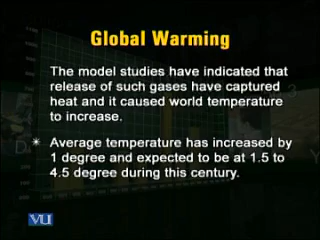 Global Warming
The model studies have indicated that
release of such gases have captured
heat and it caused world temperature
to increase.
* Average temperature has increased by
1 degree and expected to be at 1.5 to
4.5 degree during this century.
VU